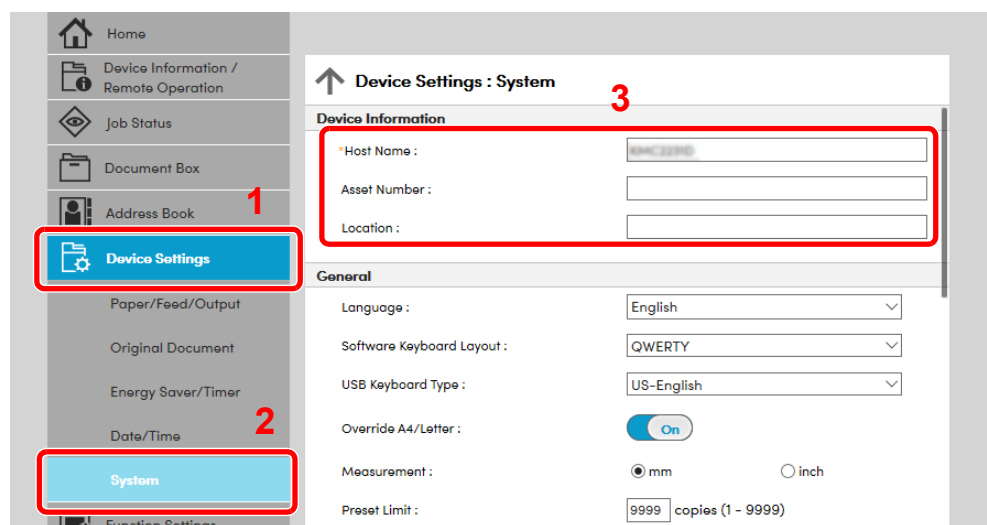 Home
Device Information /
Remote Operation
Job Status
Document Box
Address Book
1
Device Settings
Paper/Feed/Output
Original Document
Energy Saver/Timer
Date/Time
2
System
Function Settings
Device Settings : System
3
Device Information
*Host Name :
Asset Number :
Location :
General
Language : English
Software Keyboard Layout : QWERTY
USB Keyboard Type : US-English
Override A4/Letter : On
Measurement : mm inch
Preset Limit : 9999 copies (1 - 9999)